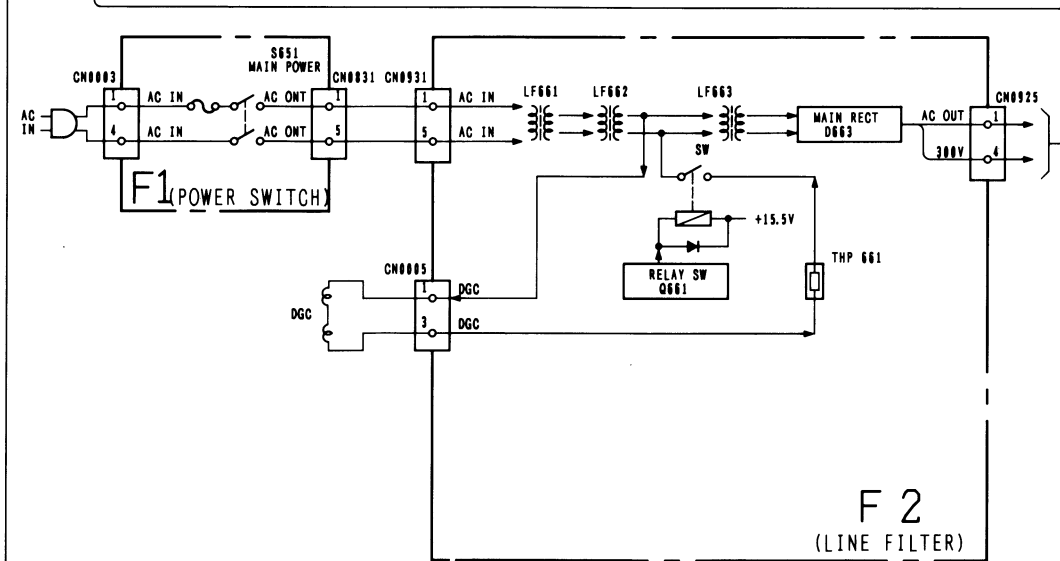 S651
MAIN POWER
CN0003
CN0831
CN0931
AC IN
1
AC IN
AC ONT
1
4
AC IN
AC ONT
5
F1(POWER SWITCH)
1
AC IN
5
AC IN
LF661
LF662
LF663
MAIN RECT
D663
AC OUT
300V
CN0925
1
4
SW
+15.5V
RELAY SW
Q661
THP 661
CN0005
1
DGC
3
DGC
DGC
F 2
(LINE FILTER)